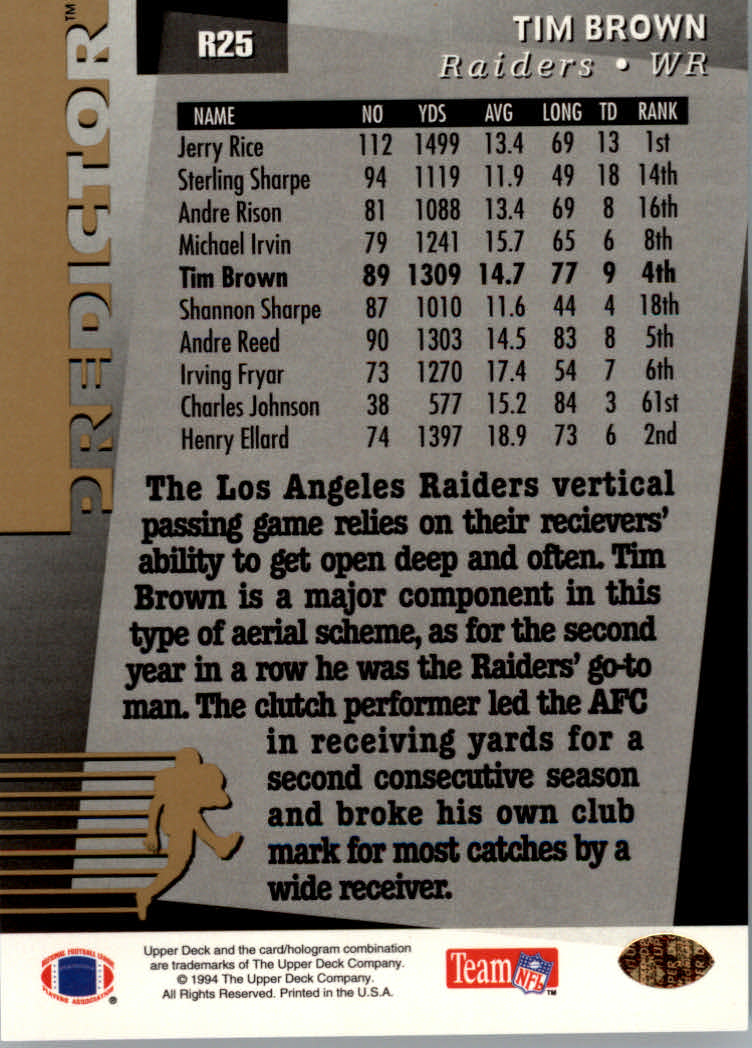 PREDICTOR™
R25
TIM BROWN
Raiders • WR
NAME NO YDS AVG LONG TD RANK
Jerry Rice 112 1499 13.4 69 13 1st
Sterling Sharpe 94 1119 11.9 49 18 14th
Andre Rison 81 1088 13.4 69 8 16th
Michael Irvin 79 1241 15.7 65 6 8th
Tim Brown 89 1309 14.7 77 9 4th
Shannon Sharpe 87 1010 11.6 44 4 18th
Andre Reed 90 1303 14.5 83 8 5th
Irving Fryar 73 1270 17.4 54 7 6th
Charles Johnson 38 577 15.2 84 3 61st
Henry Ellard 74 1397 18.9 73 6 2nd
The Los Angeles Raiders vertical
passing game relies on their recievers'
ability to get open deep and often. Tim
Brown is a major component in this
type of aerial scheme, as for the second
year in a row he was the Raiders' go-to
man. The clutch performer led the AFC
in receiving yards for a
second consecutive season
and broke his own club
mark for most catches by a
wide receiver.
NATIONAL FOOTBALL LEAGUE
PLAYERS ASSOCIATION ®
Upper Deck and the card/hologram combination
are trademarks of The Upper Deck Company.
© 1994 The Upper Deck Company.
All Rights Reserved. Printed in the U.S.A.
Team NFL™